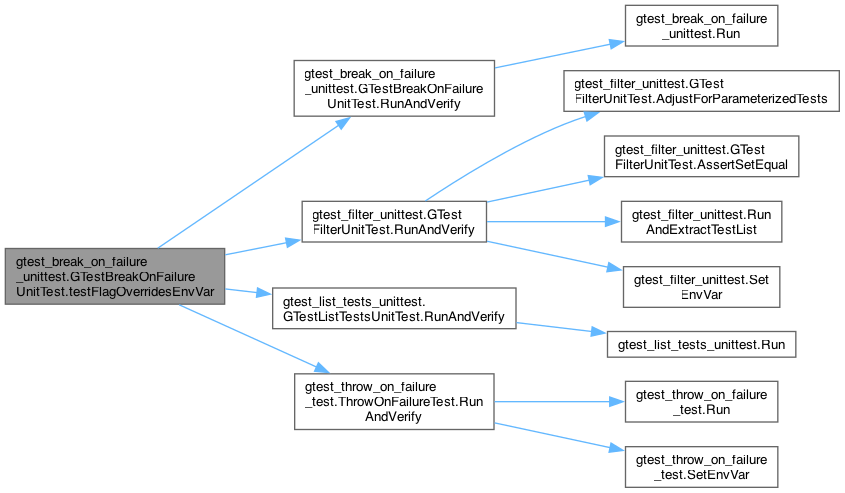 gtest_break_on_failure
_unittest.GTestBreakOnFailure
UnitTest.testFlagOverridesEnvVar
gtest_break_on_failure
_unittest.GTestBreakOnFailure
UnitTest.RunAndVerify
gtest_break_on_failure
_unittest.Run
gtest_filter_unittest.GTest
FilterUnitTest.RunAndVerify
gtest_filter_unittest.GTest
FilterUnitTest.AdjustForParameterizedTests
gtest_filter_unittest.GTest
FilterUnitTest.AssertSetEqual
gtest_filter_unittest.Run
AndExtractTestList
gtest_filter_unittest.Set
EnvVar
gtest_list_tests_unittest.
GTestListTestsUnitTest.RunAndVerify
gtest_list_tests_unittest.Run
gtest_throw_on_failure
_test.ThrowOnFailureTest.Run
AndVerify
gtest_throw_on_failure
_test.Run
gtest_throw_on_failure
_test.SetEnvVar